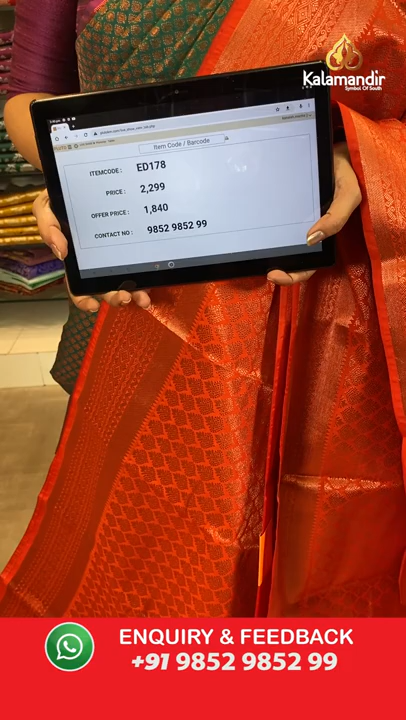 Kalamandir
Symbol Of South
Item Code / Barcode
ITEMCODE : ED178
PRICE : 2,299
OFFER PRICE : 1,840
CONTACT NO : 9852 9852 99
ENQUIRY & FEEDBACK
+91 9852 9852 99